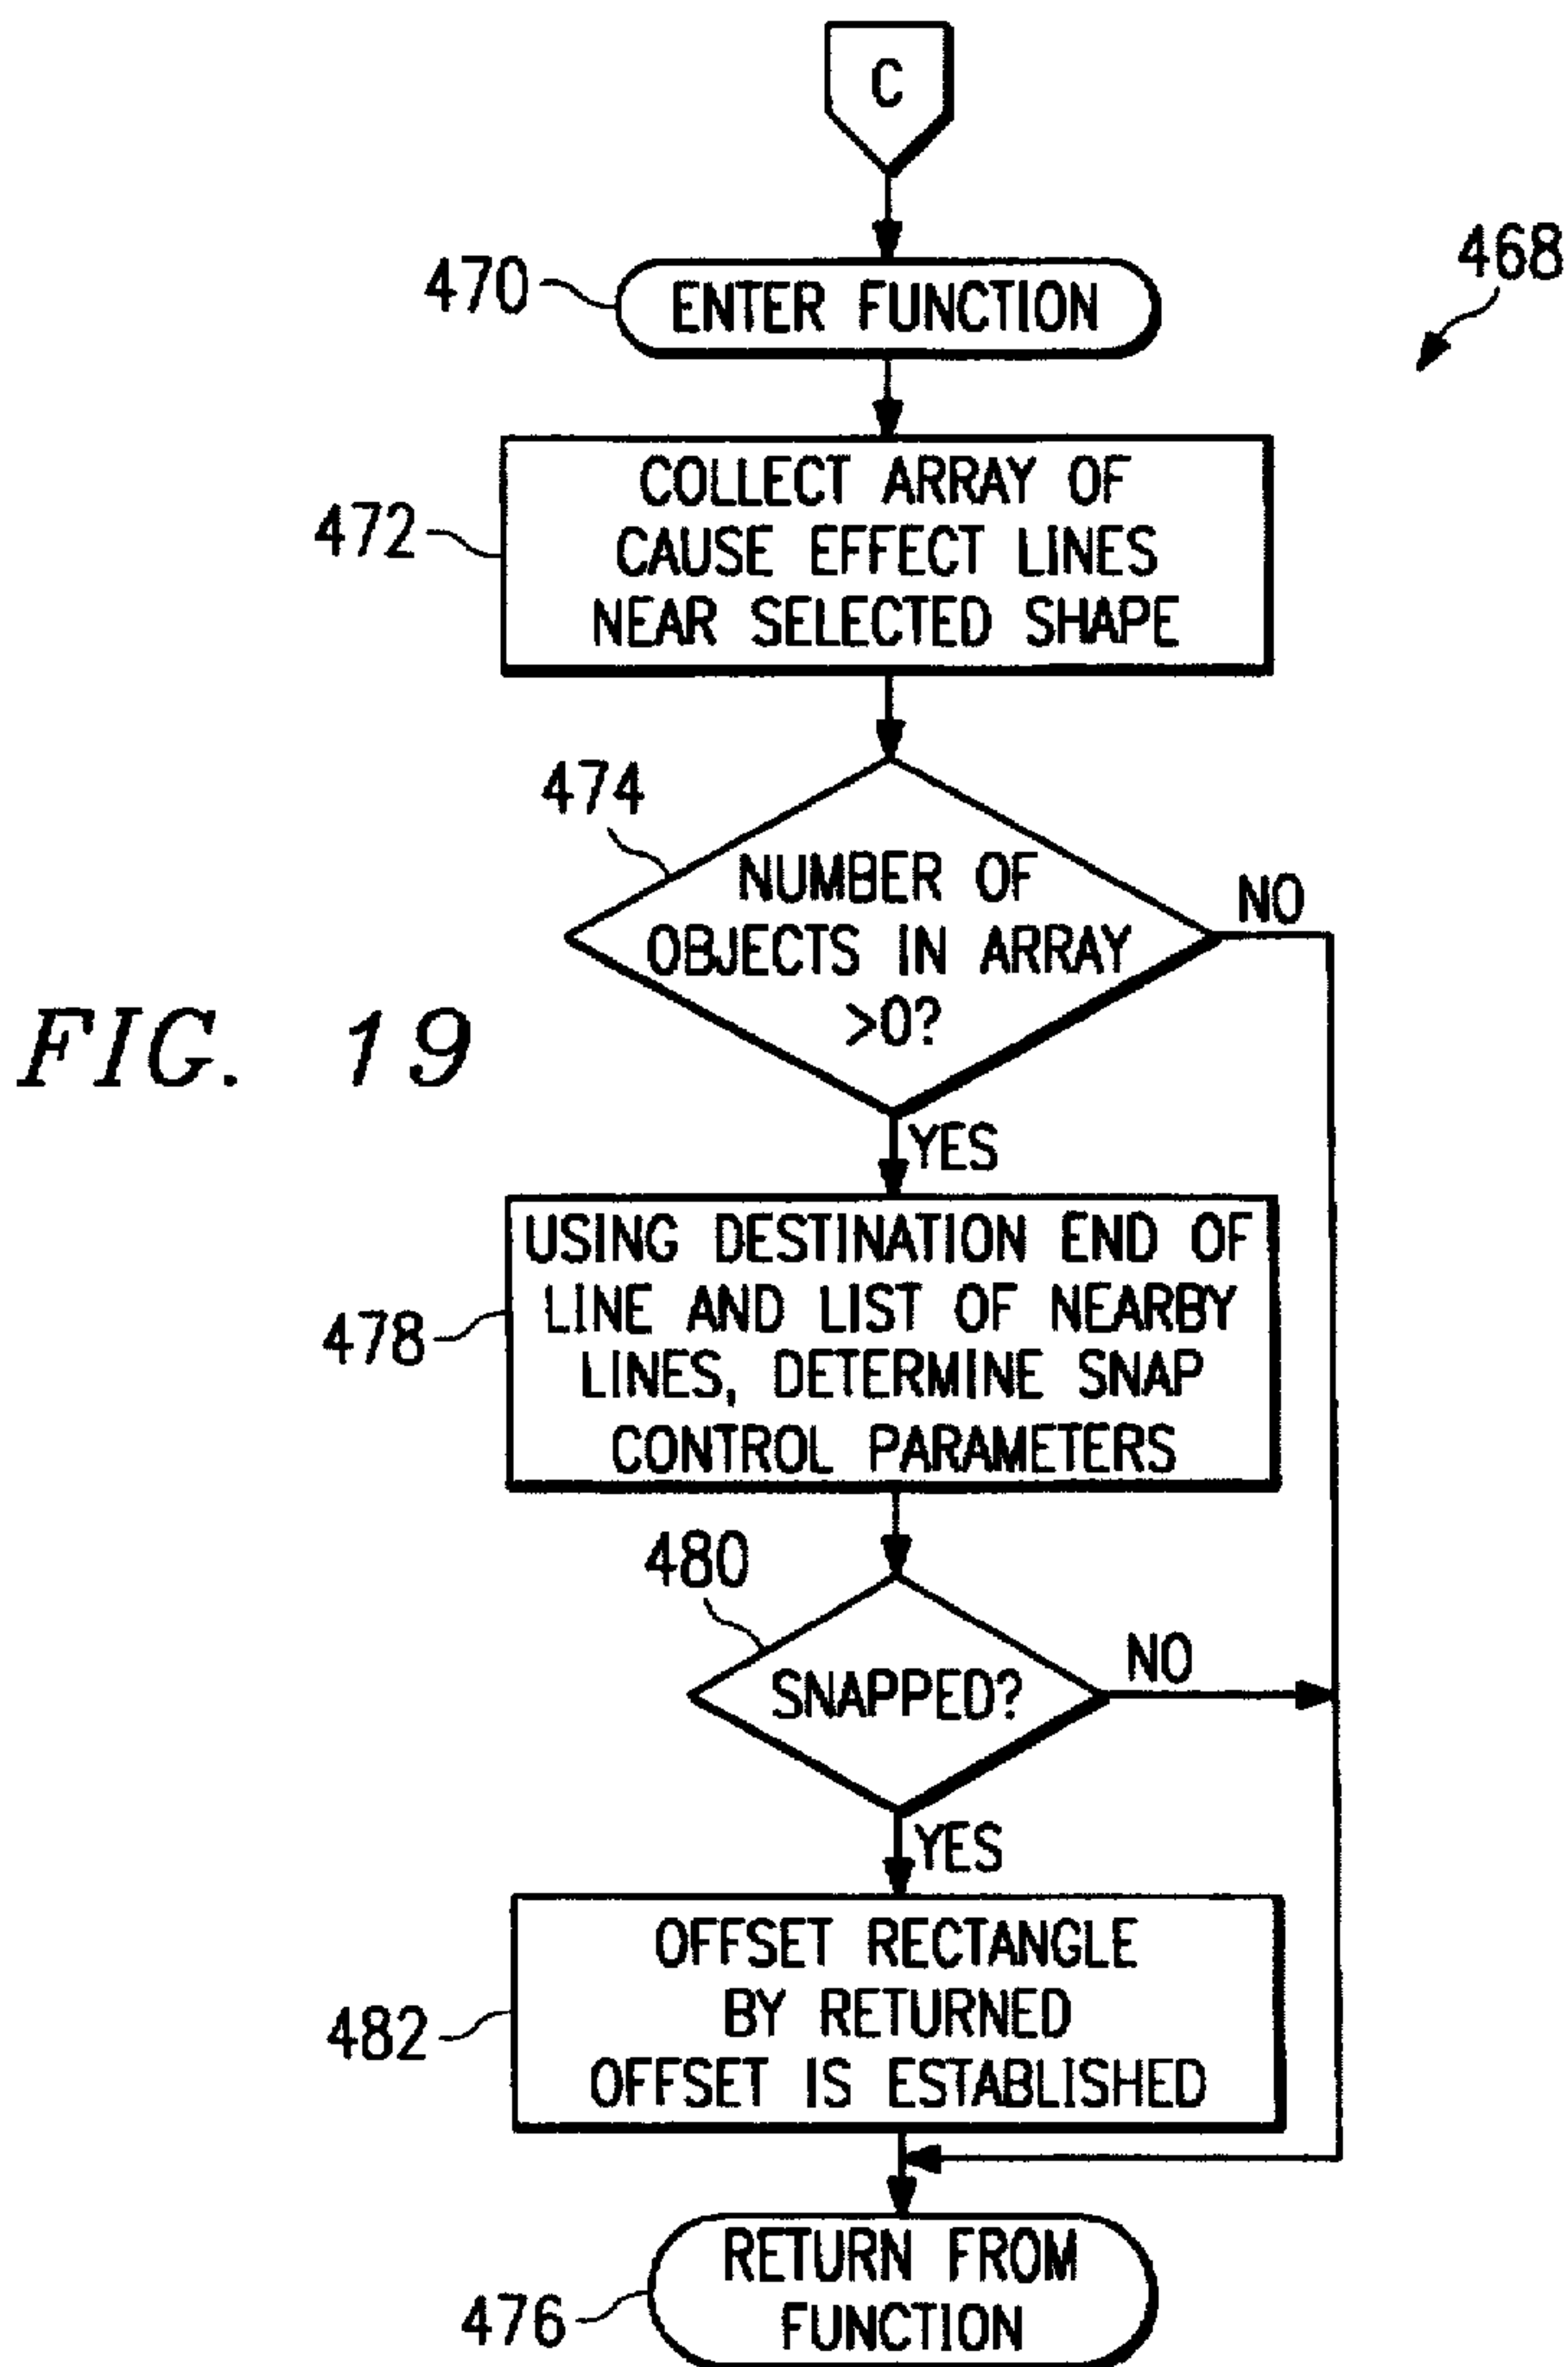 C
470
ENTER FUNCTION
468
472
COLLECT ARRAY OF
CAUSE EFFECT LINES
NEAR SELECTED SHAPE
474
NUMBER OF
OBJECTS IN ARRAY
>0?
NO
FIG. 19
YES
478
USING DESTINATION END OF
LINE AND LIST OF NEARBY
LINES, DETERMINE SNAP
CONTROL PARAMETERS
480
SNAPPED?
NO
YES
482
OFFSET RECTANGLE
BY RETURNED
OFFSET IS ESTABLISHED
476
RETURN FROM
FUNCTION